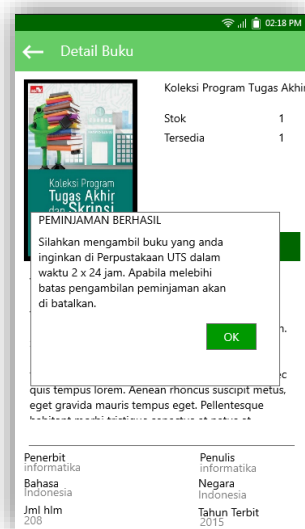 02:18 PM
Detail Buku
Koleksi Program Tugas Akhir
Stok 1
Tersedia 1
Koleksi Program
Tugas Akhir
dan Skripsi
PEMINJAMAN BERHASIL
Silahkan mengambil buku yang anda
inginkan di Perpustakaan UTS dalam
waktu 2 x 24 jam. Apabila melebihi
batas pengambilan peminjaman akan
di batalkan.
OK
quis tempus lorem. Aenean rhoncus suscipit metus,
eget gravida mauris tempus eget. Pellentesque
Penerbit
informatika
Penulis
informatika
Bahasa
Indonesia
Negara
Indonesia
Jml hlm
208
Tahun Terbit
2015